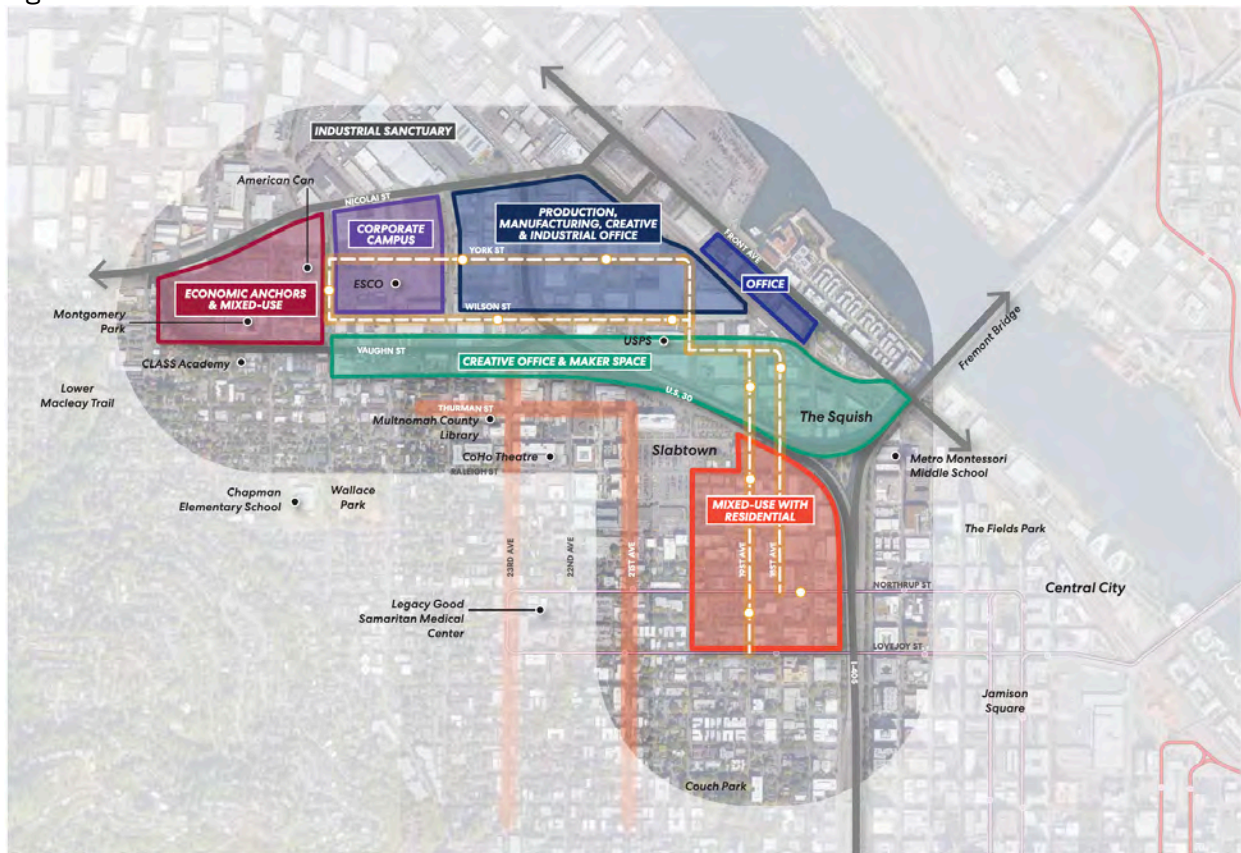 INDUSTRIAL SANCTUARY
American Can
NICOLAI ST
CORPORATE
CAMPUS
PRODUCTION,
MANUFACTURING, CREATIVE
& INDUSTRIAL OFFICE
FRONT AVE
YORK ST
OFFICE
ESCO
ECONOMIC ANCHORS
& MIXED-USE
WILSON ST
Montgomery
Park
USPS
Fremont Bridge
VAUGHN ST
CREATIVE OFFICE & MAKER SPACE
CLASS Academy
Lower
Macleay Trail
U.S. 30
THURMAN ST
The Squish
Multnomah County
Library
Slabtown
CoHo Theatre
RALEIGH ST
Metro Montessori
Middle School
Chapman
Elementary School
Wallace
Park
MIXED-USE WITH
RESIDENTIAL
The Fields Park
23RD AVE
22ND AVE
21ST AVE
19TH AVE
18TH AVE
NORTHRUP ST
Central City
Legacy Good
Samaritan Medical
Center
LOVEJOY ST
I-405
Jamison
Square
Couch Park